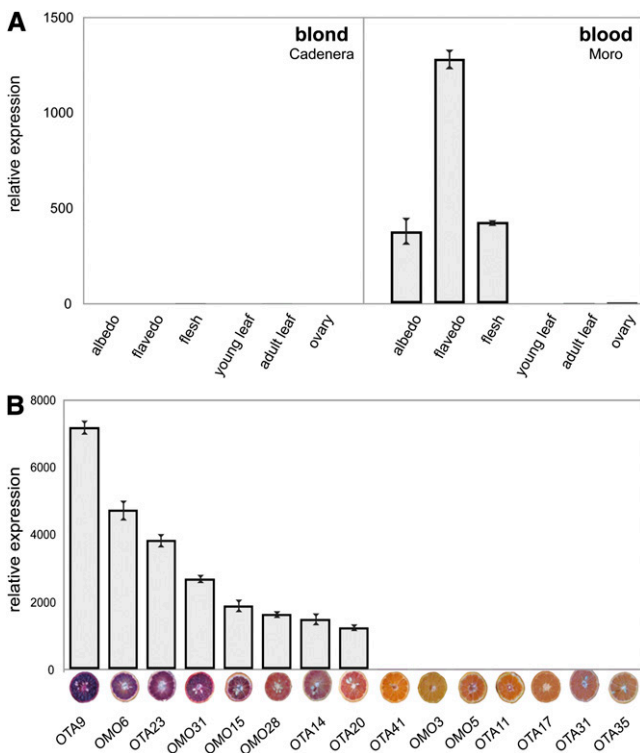 A
relative expression
1500
1000
500
0
blond
Cadenera
blood
Moro
albedo
flavedo
flesh
young leaf
adult leaf
ovary
albedo
flavedo
flesh
young leaf
adult leaf
ovary
B
relative expression
8000
6000
4000
2000
0
OTA9
OMO6
OTA23
OMO31
OMO15
OMO28
OTA14
OTA20
OTA41
OMO3
OMO5
OTA11
OTA17
OTA31
OTA35